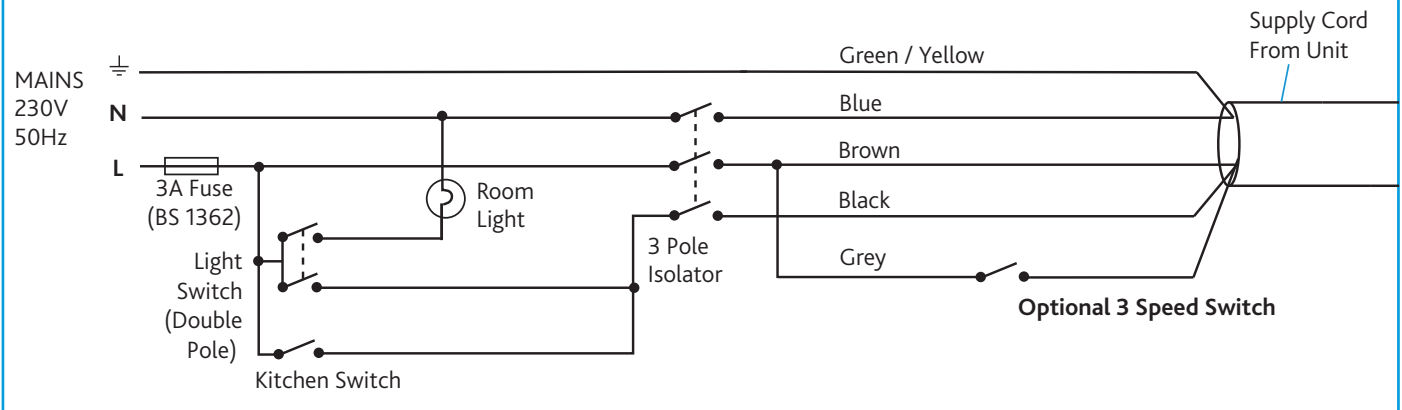 Supply Cord
From Unit
Green / Yellow
MAINS
230V
50Hz
N
Blue
L
Brown
3A Fuse
(BS 1362)
Room
Light
Black
Light
Switch
(Double
Pole)
3 Pole
Isolator
Grey
Optional 3 Speed Switch
Kitchen Switch